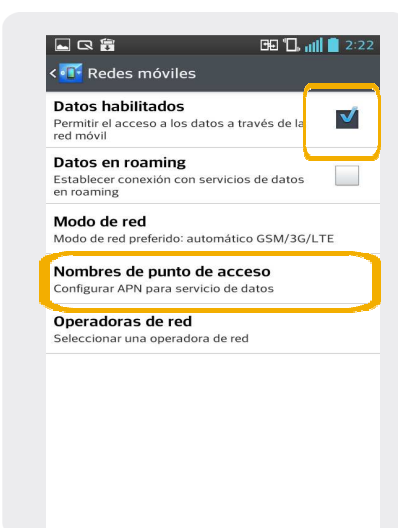 2:22
Redes móviles
Datos habilitados
Permitir el acceso a los datos a través de la
red móvil
Datos en roaming
Establecer conexión con servicios de datos
en roaming
Modo de red
Modo de red preferido: automático GSM/3G/LTE
Nombres de punto de acceso
Configurar APN para servicio de datos
Operadoras de red
Seleccionar una operadora de red